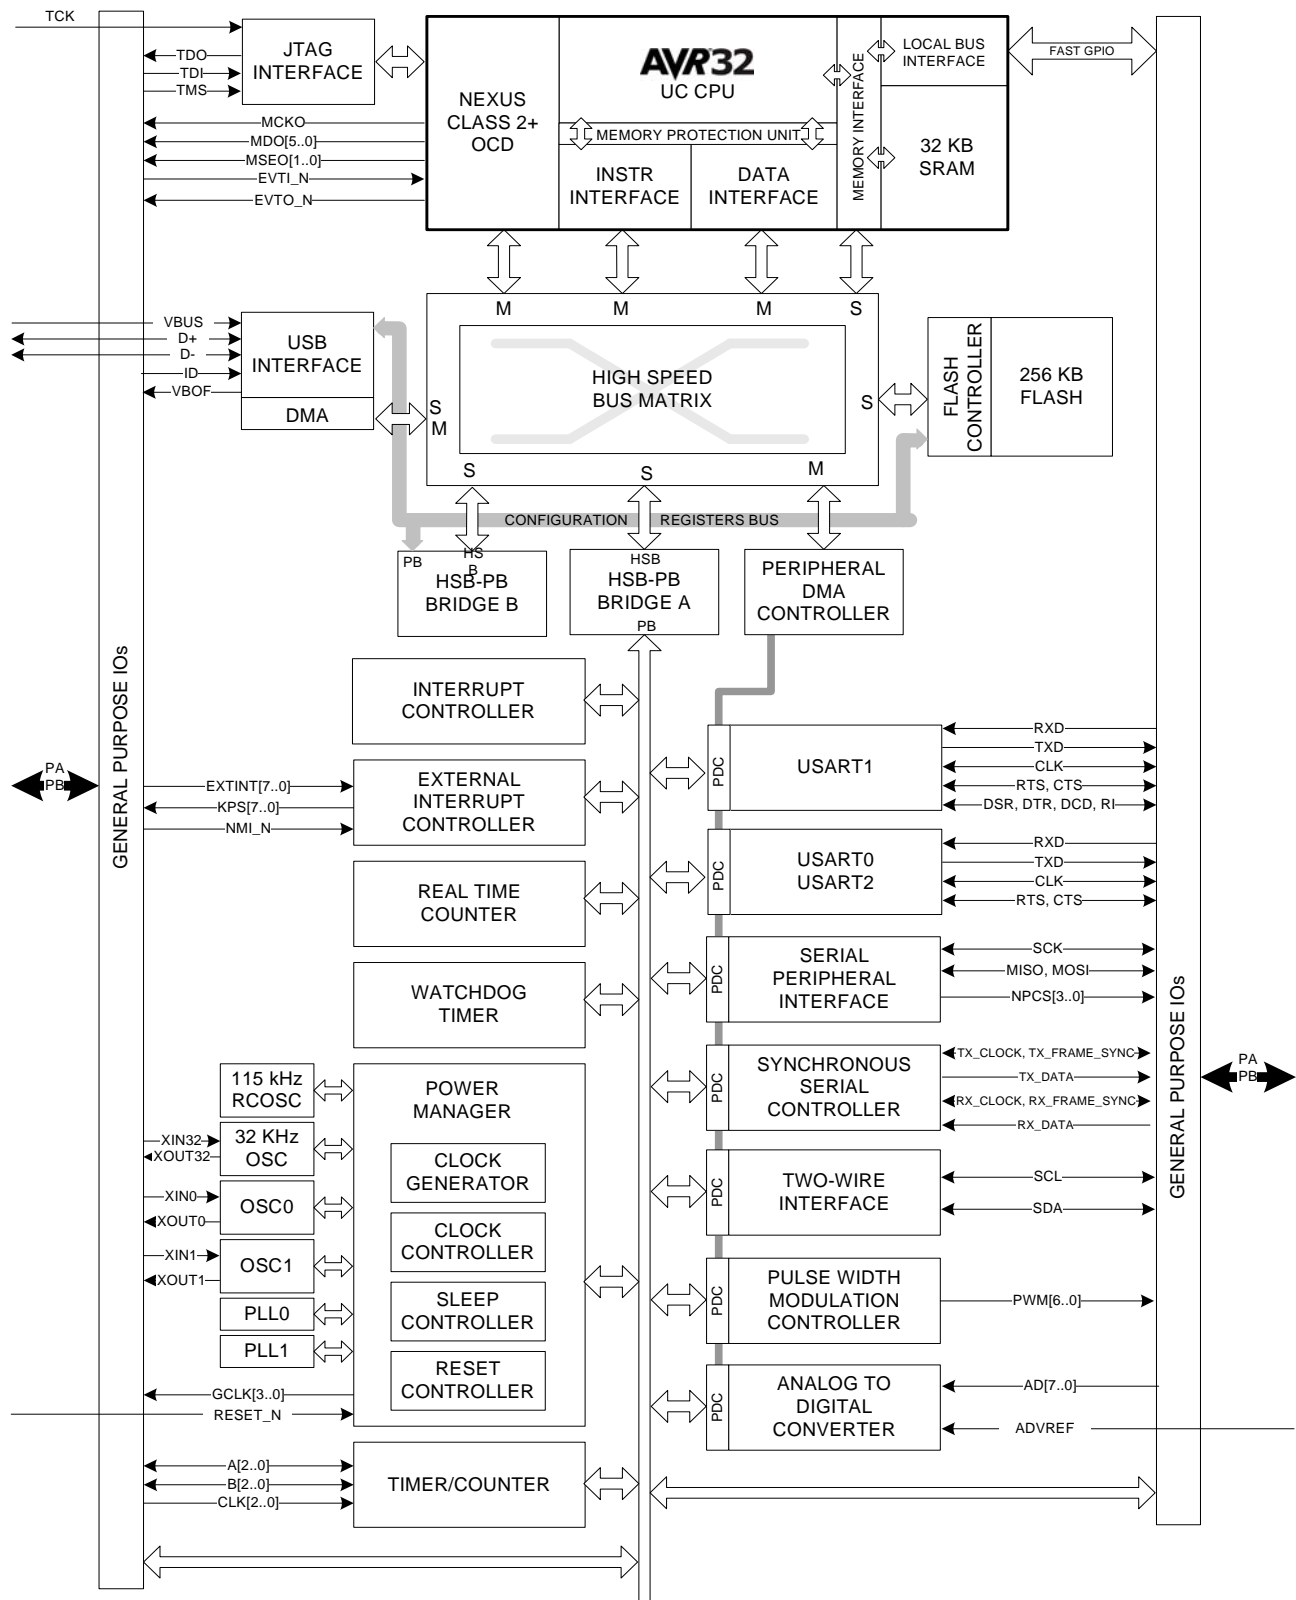 TCK
TDO
TDI
TMS
JTAG
INTERFACE
MCKO
MDO[5..0]
MSEO[1..0]
EVTI_N
EVTO_N
NEXUS
CLASS 2+
OCD
AVR32
UC CPU
MEMORY PROTECTION UNIT
INSTR
INTERFACE
DATA
INTERFACE
MEMORY INTERFACE
LOCAL BUS
INTERFACE
32 KB
SRAM
FAST GPIO
M
M
M
S
VBUS
D+
D-
ID
VBOF
USB
INTERFACE
DMA
S
M
HIGH SPEED
BUS MATRIX
S
FLASH
CONTROLLER
256 KB
FLASH
S
S
M
CONFIGURATION
REGISTERS BUS
PB
HS
B
HSB-PB
BRIDGE B
HSB
HSB-PB
BRIDGE A
PB
PERIPHERAL
DMA
CONTROLLER
GENERAL PURPOSE IOs
PA
PB
INTERRUPT
CONTROLLER
EXTINT[7..0]
KPS[7..0]
NMI_N
EXTERNAL
INTERRUPT
CONTROLLER
REAL TIME
COUNTER
WATCHDOG
TIMER
115 kHz
RCOSC
XIN32
XOUT32
32 KHz
OSC
XIN0
XOUT0
OSC0
XIN1
XOUT1
OSC1
PLL0
PLL1
GCLK[3..0]
RESET_N
POWER
MANAGER
CLOCK
GENERATOR
CLOCK
CONTROLLER
SLEEP
CONTROLLER
RESET
CONTROLLER
A[2..0]
B[2..0]
CLK[2..0]
TIMER/COUNTER
PDC
USART1
RXD
TXD
CLK
RTS, CTS
DSR, DTR, DCD, RI
PDC
USART0
USART2
RXD
TXD
CLK
RTS, CTS
PDC
SERIAL
PERIPHERAL
INTERFACE
SCK
MISO, MOSI
NPCS[3..0]
PDC
SYNCHRONOUS
SERIAL
CONTROLLER
TX_CLOCK, TX_FRAME_SYNC
TX_DATA
RX_CLOCK, RX_FRAME_SYNC
RX_DATA
PDC
TWO-WIRE
INTERFACE
SCL
SDA
PDC
PULSE WIDTH
MODULATION
CONTROLLER
PWM[6..0]
PDC
ANALOG TO
DIGITAL
CONVERTER
AD[7..0]
ADVREF
GENERAL PURPOSE IOs
PA
PB